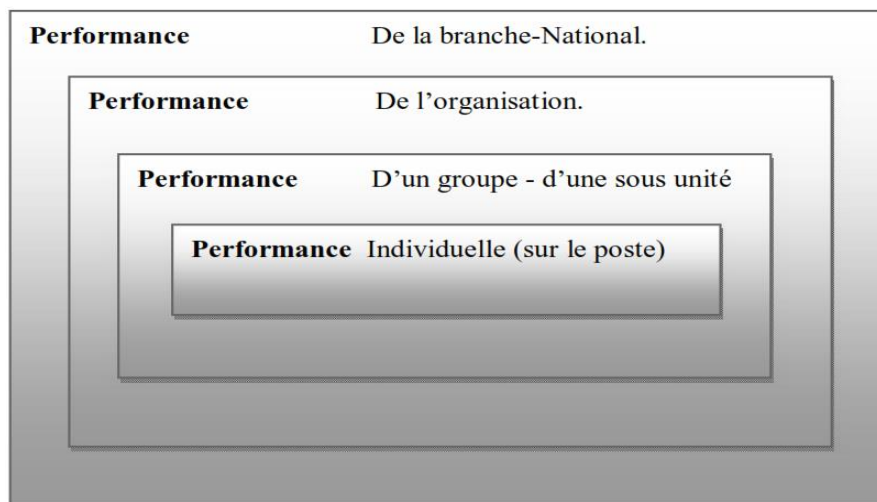 Performance De la branche-National.
Performance De l’organisation.
Performance D’un groupe - d’une sous unité
Performance Individuelle (sur le poste)